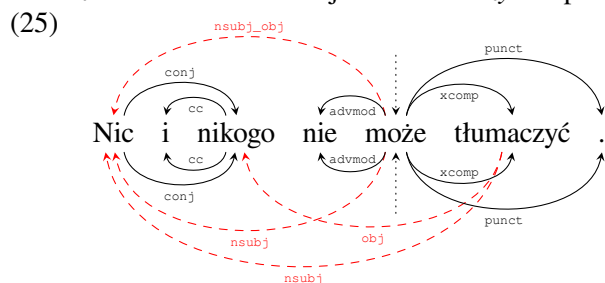 (25)
nsubj_obj
punct
conj
xcomp
cc
advmod
Nic i nikogo nie może tłumaczyć .
cc
advmod
xcomp
conj
punct
nsubj
obj
nsubj